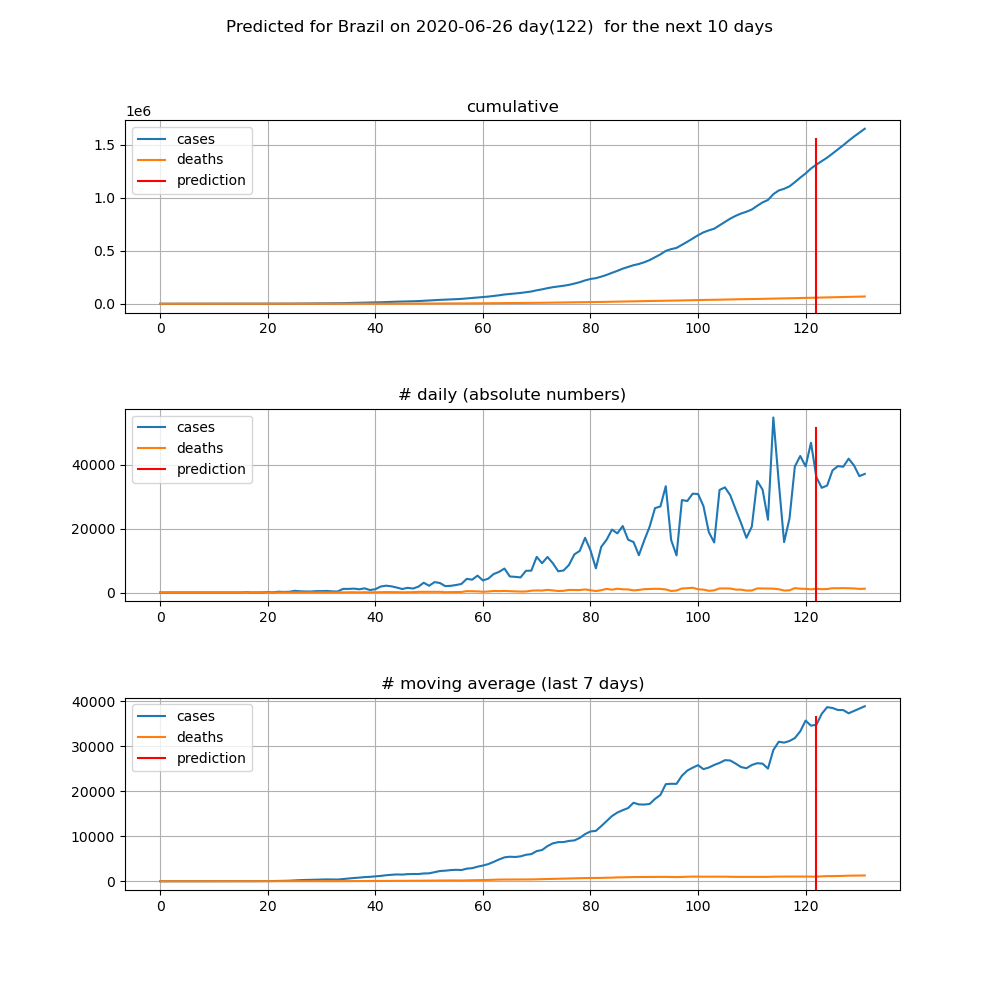 Predicted for Brazil on 2020-06-26 day(122)  for the next 10 days
cumulative
1e6
cases
deaths
prediction
1.5
1.0
0.5
0.0
0 20 40 60 80 100 120
# daily (absolute numbers)
cases
deaths
prediction
40000
20000
0
0 20 40 60 80 100 120
# moving average (last 7 days)
cases
deaths
prediction
40000
30000
20000
10000
0
0 20 40 60 80 100 120